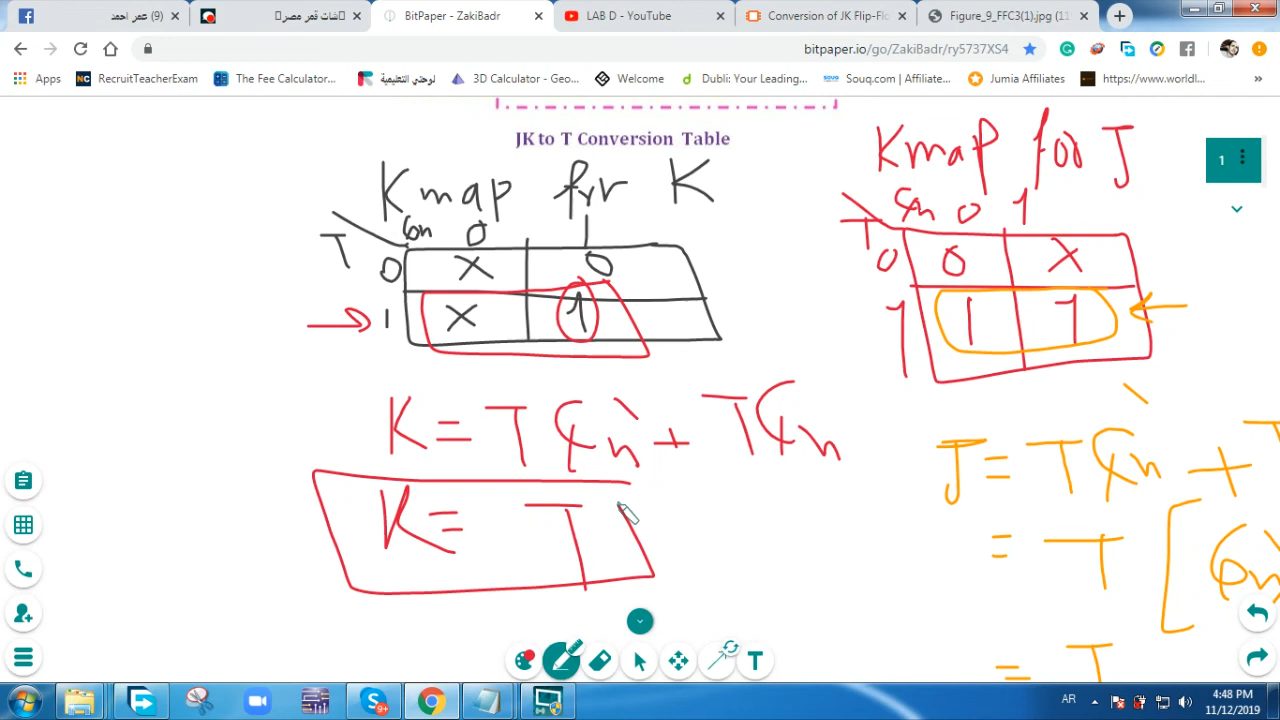 (9) عمر احمد
BitPaper - ZakiBadr
LAB D - YouTube
Conversion of JK Flip-Flo
Figure_9_FFC3(1).jpg (11
bitpaper.io/go/ZakiBadr/ry5737XS4
Apps
RecruitTeacherExam
The Fee Calculator...
3D Calculator - Geo...
Welcome
Dubli: Your Leading...
Souq.com | Affiliate...
Jumia Affiliates
https://www.worldl...
JK to T Conversion Table
Kmap for K
T Qn 0 1
0 X 0
1 X 1
K = T Qn' + T Qn
K = T
Kmap for J
T Qn 0 1
0 0 X
1 1 1
J = T Qn' + T
= T [ Qn
= T
1
T
AR
4:48 PM
11/12/2019